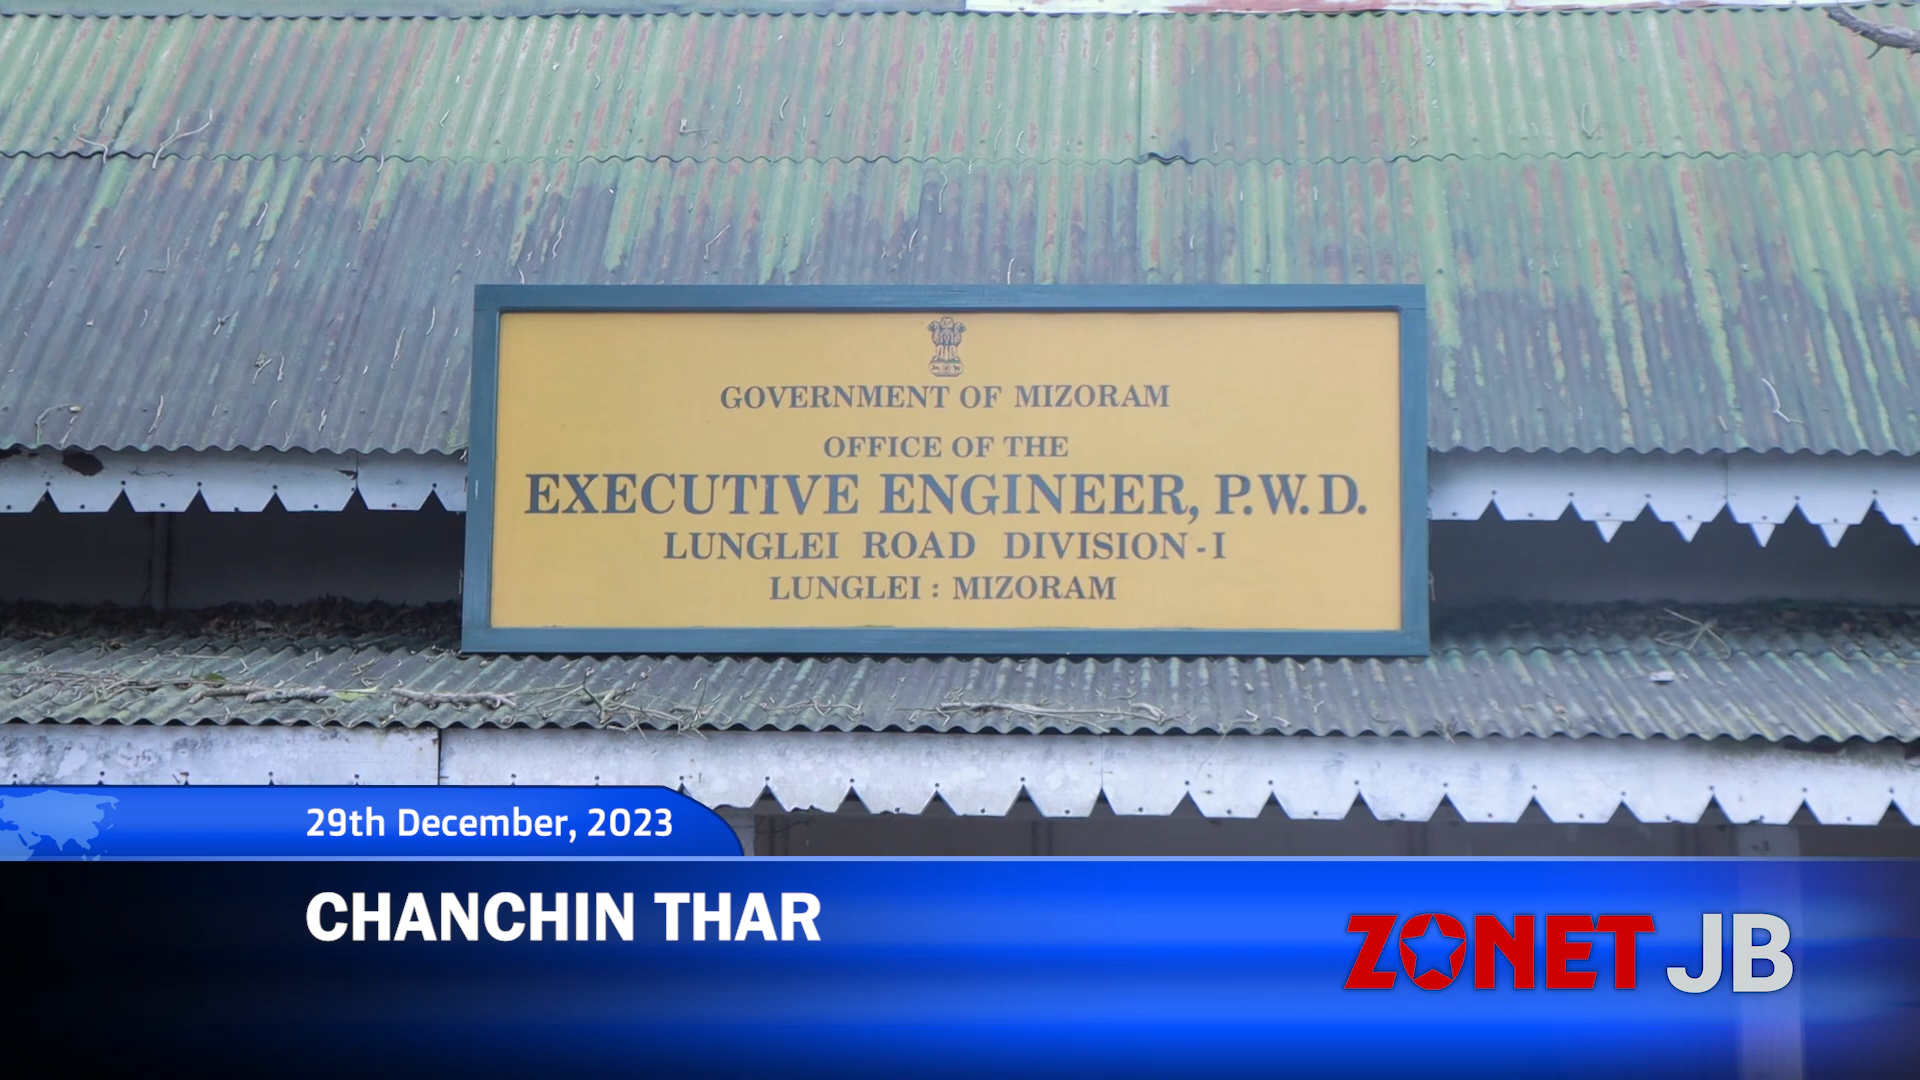 GOVERNMENT OF MIZORAM
OFFICE OF THE
EXECUTIVE ENGINEER, P.W.D.
LUNGLEI ROAD DIVISION-I
LUNGLEI : MIZORAM
29th December, 2023
CHANCHIN THAR
ZONET JB